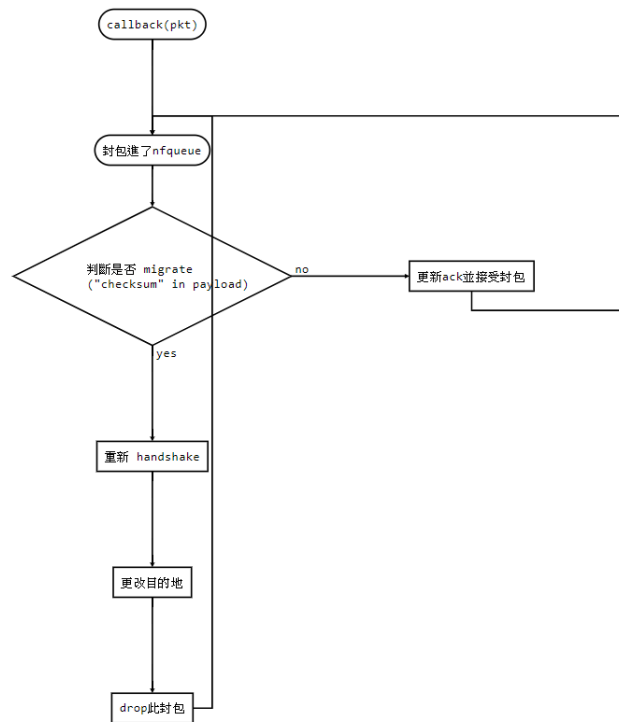 callback(pkt)
封包進了nfqueue
判斷是否 migrate
("checksum" in payload)
no
更新ack並接受封包
yes
重新 handshake
更改目的地
drop此封包